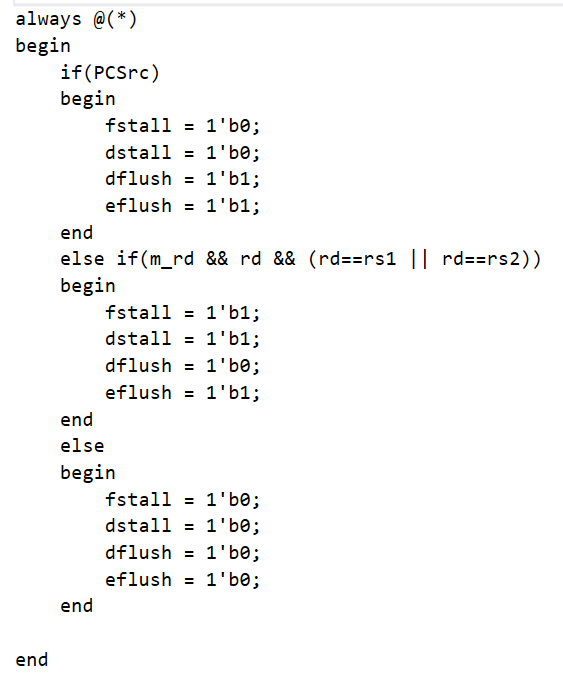 always @(*)
begin
    if(PCSrc)
    begin
        fstall = 1'b0;
        dstall = 1'b0;
        dflush = 1'b1;
        eflush = 1'b1;
    end
    else if(m_rd && rd && (rd==rs1 || rd==rs2))
    begin
        fstall = 1'b1;
        dstall = 1'b1;
        dflush = 1'b0;
        eflush = 1'b1;
    end
    else
    begin
        fstall = 1'b0;
        dstall = 1'b0;
        dflush = 1'b0;
        eflush = 1'b0;
    end

end